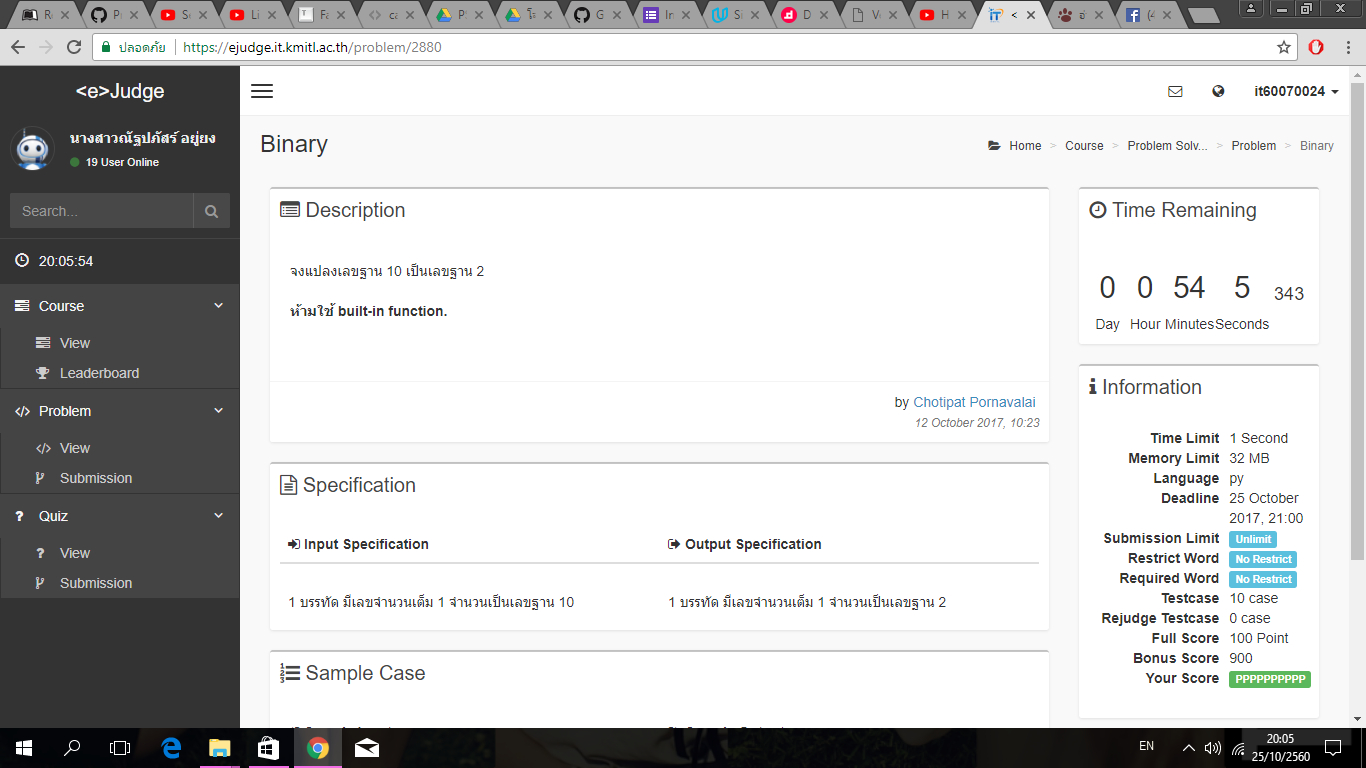 https://ejudge.it.kmitl.ac.th/problem/2880
ปลอดภัย
<e>Judge
it60070024
นางสาวณัฐปภัสร์ อยู่ยง
19 User Online
Search...
20:05:54
Course
View
Leaderboard
Problem
View
Submission
Quiz
View
Submission
Binary
Home > Course > Problem Solv... > Problem > Binary
Description
จงแปลงเลขฐาน 10 เป็นเลขฐาน 2
ห้ามใช้ built-in function.
by Chotipat Pornavalai
12 October 2017, 10:23
Specification
Input Specification
Output Specification
1 บรรทัด มีเลขจำนวนเต็ม 1 จำนวนเป็นเลขฐาน 10
1 บรรทัด มีเลขจำนวนเต็ม 1 จำนวนเป็นเลขฐาน 2
Sample Case
Time Remaining
0 0 54 5 343
Day Hour Minutes Seconds
Information
Time Limit 1 Second
Memory Limit 32 MB
Language py
Deadline 25 October
2017, 21:00
Submission Limit Unlimit
Restrict Word No Restrict
Required Word No Restrict
Testcase 10 case
Rejudge Testcase 0 case
Full Score 100 Point
Bonus Score 900
Your Score PPPPPPPPPP
EN
20:05
25/10/2560